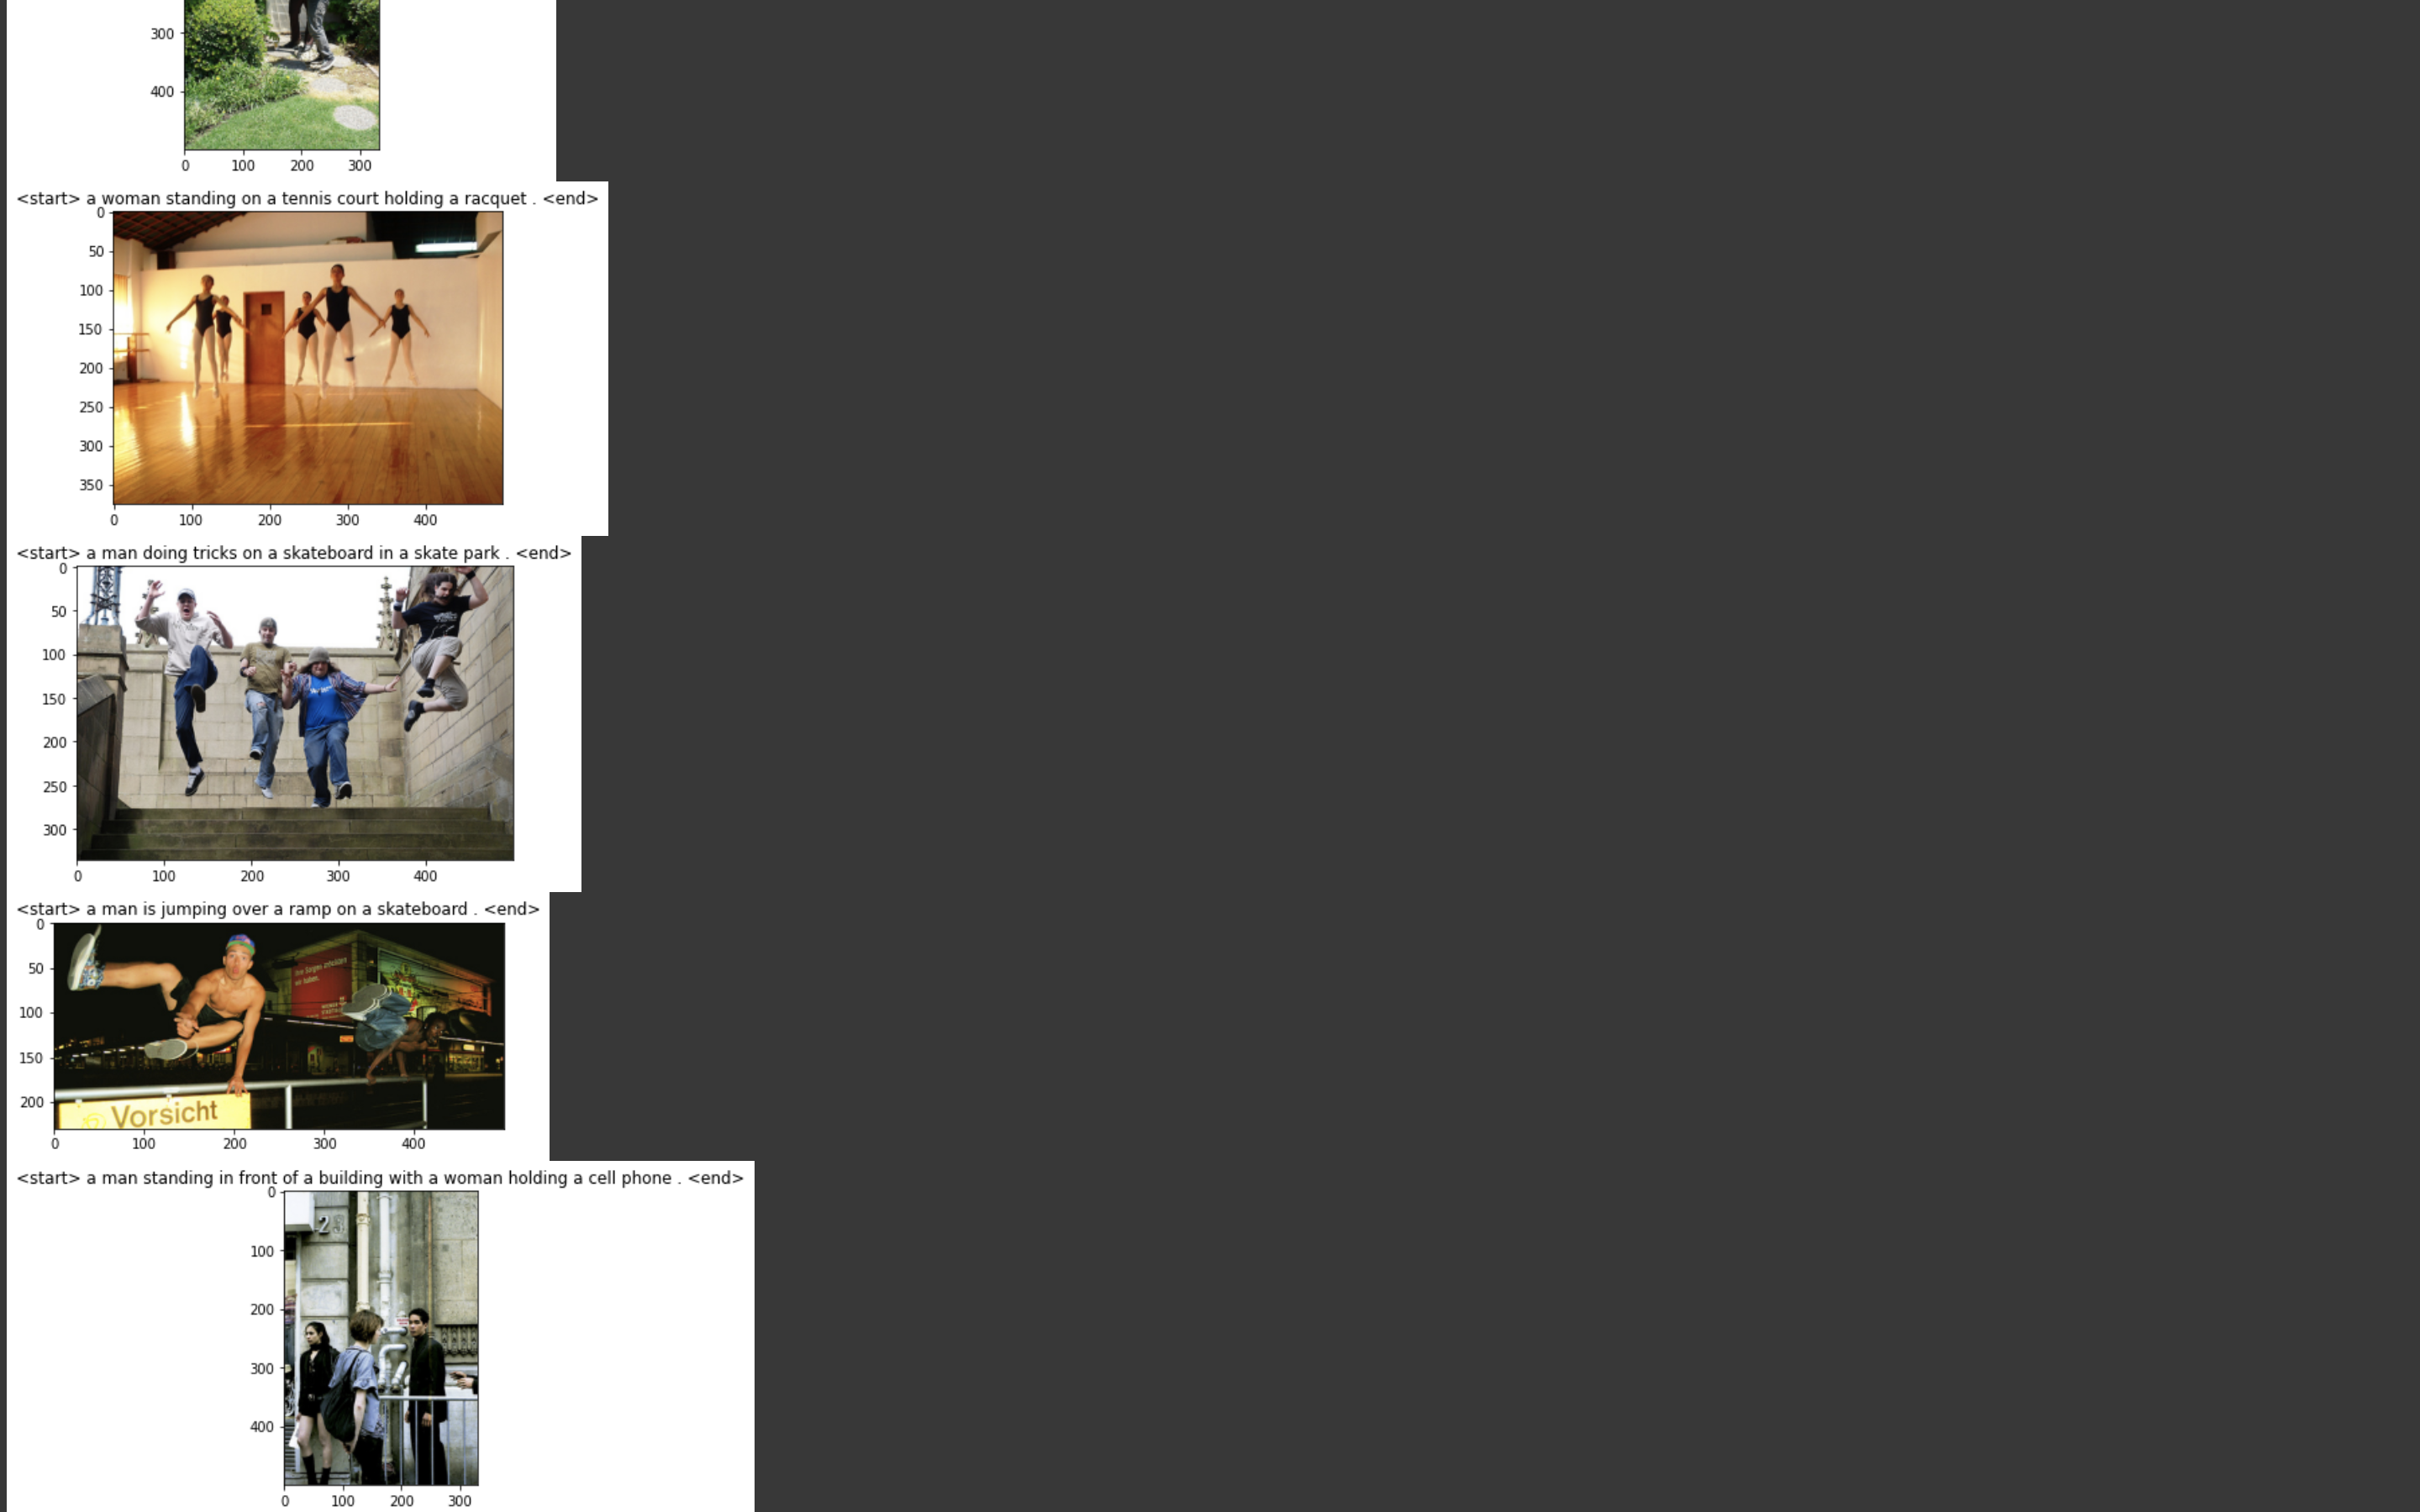 300
400
0 100 200 300
<start> a woman standing on a tennis court holding a racquet . <end>
0
50
100
150
200
250
300
350
0 100 200 300 400
<start> a man doing tricks on a skateboard in a skate park . <end>
0
50
100
150
200
250
300
0 100 200 300 400
<start> a man is jumping over a ramp on a skateboard . <end>
0
50
100
150
200
Vorsicht
0 100 200 300 400
<start> a man standing in front of a building with a woman holding a cell phone . <end>
0
100
200
300
400
0 100 200 300